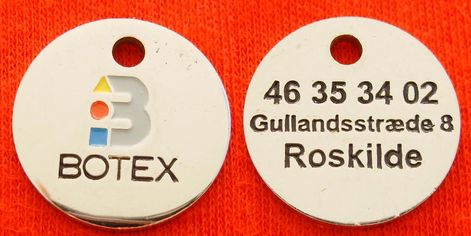 BOTEX
46 35 34 02
Gullandsstræde 8
Roskilde